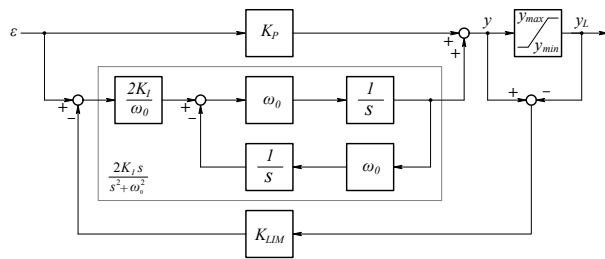 ε
K_P
+
+
y
y_max
y_min
y_L
+
−
2K_I
ω_0
+
−
ω_0
1
s
+
−
1
s
ω_0
2K_I s
s^2+ω_0^2
K_LIM